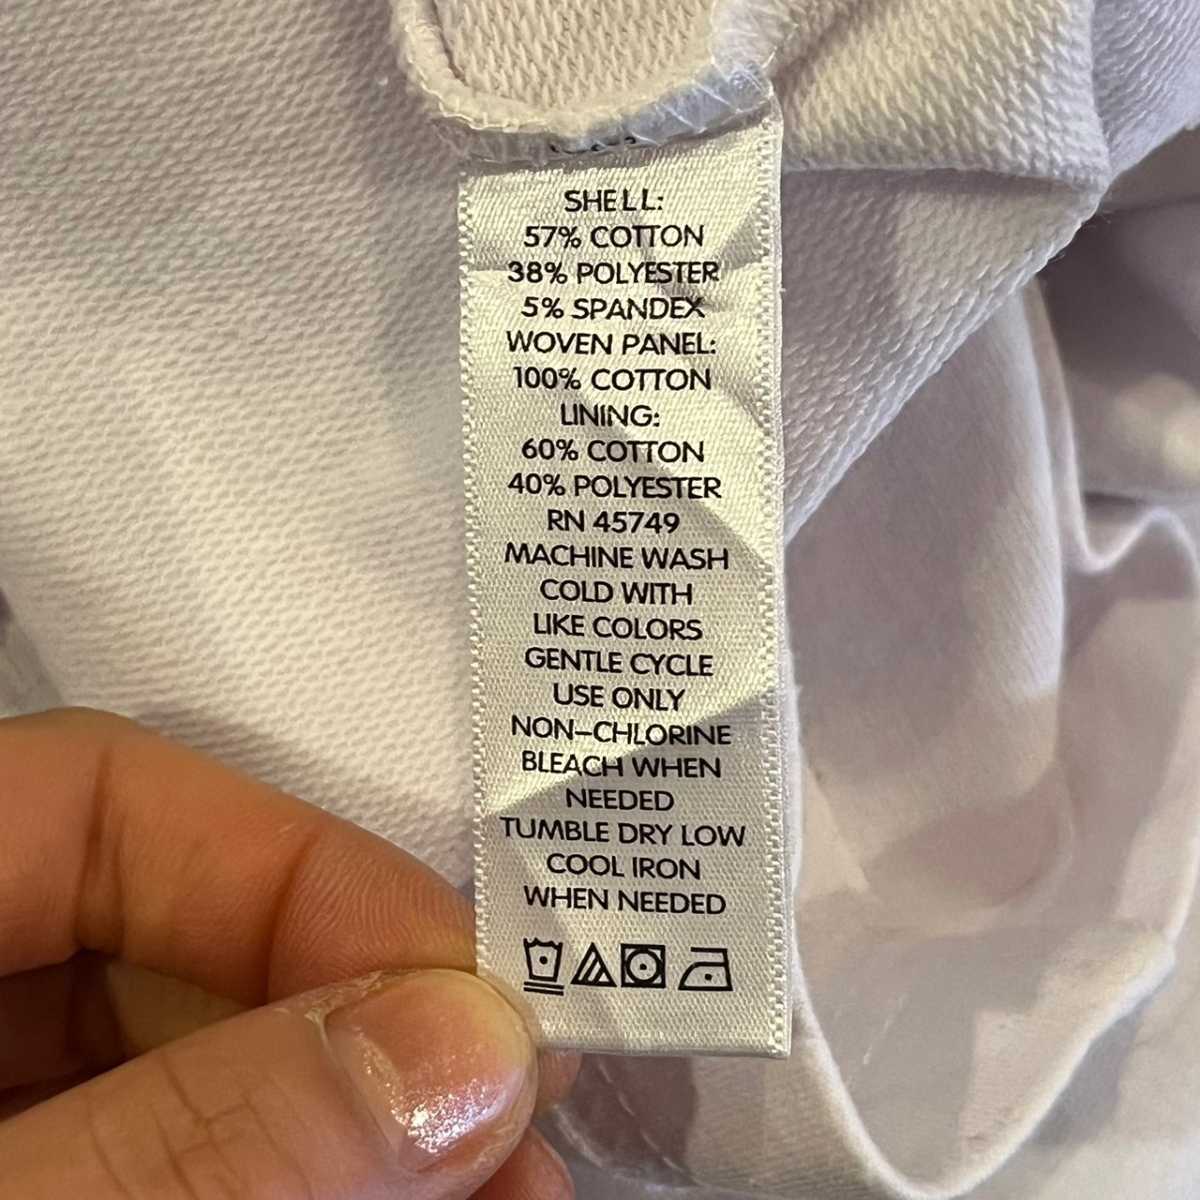 SHELL:
57% COTTON
38% POLYESTER
5% SPANDEX
WOVEN PANEL:
100% COTTON
LINING:
60% COTTON
40% POLYESTER
RN 45749
MACHINE WASH
COLD WITH
LIKE COLORS
GENTLE CYCLE
USE ONLY
NON-CHLORINE
BLEACH WHEN
NEEDED
TUMBLE DRY LOW
COOL IRON
WHEN NEEDED